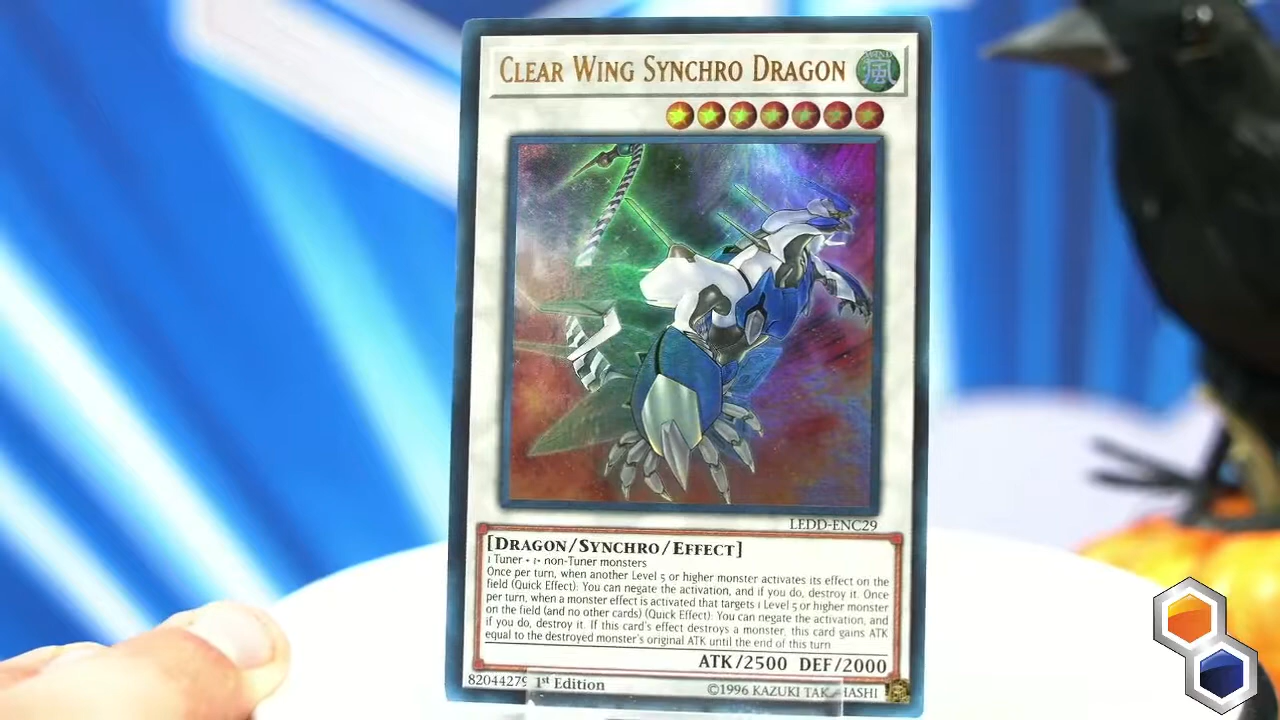 CLEAR WING SYNCHRO DRAGON
WIND
風
LEDD-ENC29
[DRAGON/SYNCHRO/EFFECT]
1 Tuner + 1+ non-Tuner monsters
Once per turn, when another Level 5 or higher monster activates its effect on the
field (Quick Effect): You can negate the activation, and if you do, destroy it. Once
per turn, when a monster effect is activated that targets 1 Level 5 or higher monster
on the field (and no other cards) (Quick Effect): You can negate the activation, and
if you do, destroy it. If this card's effect destroys a monster, this card gains ATK
equal to the destroyed monster's original ATK until the end of this turn
ATK/2500 DEF/2000
82044279 1st Edition
©1996 KAZUKI TAKAHASHI